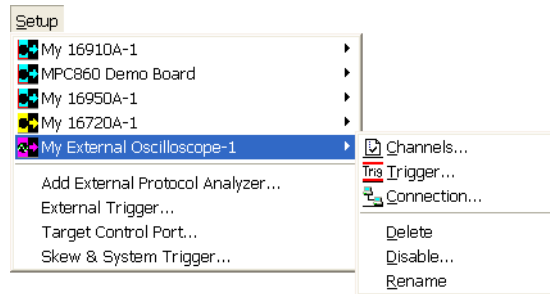 Setup
My 16910A-1
MPC860 Demo Board
My 16950A-1
My 16720A-1
My External Oscilloscope-1
Add External Protocol Analyzer...
External Trigger...
Target Control Port...
Skew & System Trigger...
Channels...
Trig Trigger...
Connection...
Delete
Disable...
Rename